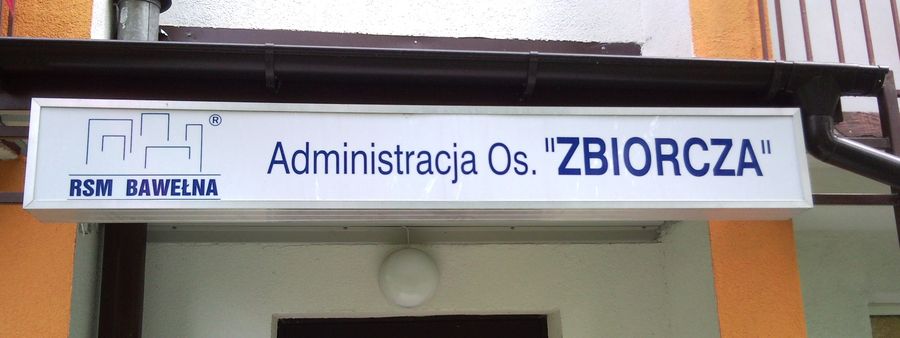 ®
RSM BAWEŁNA
Administracja Os. "ZBIORCZA"